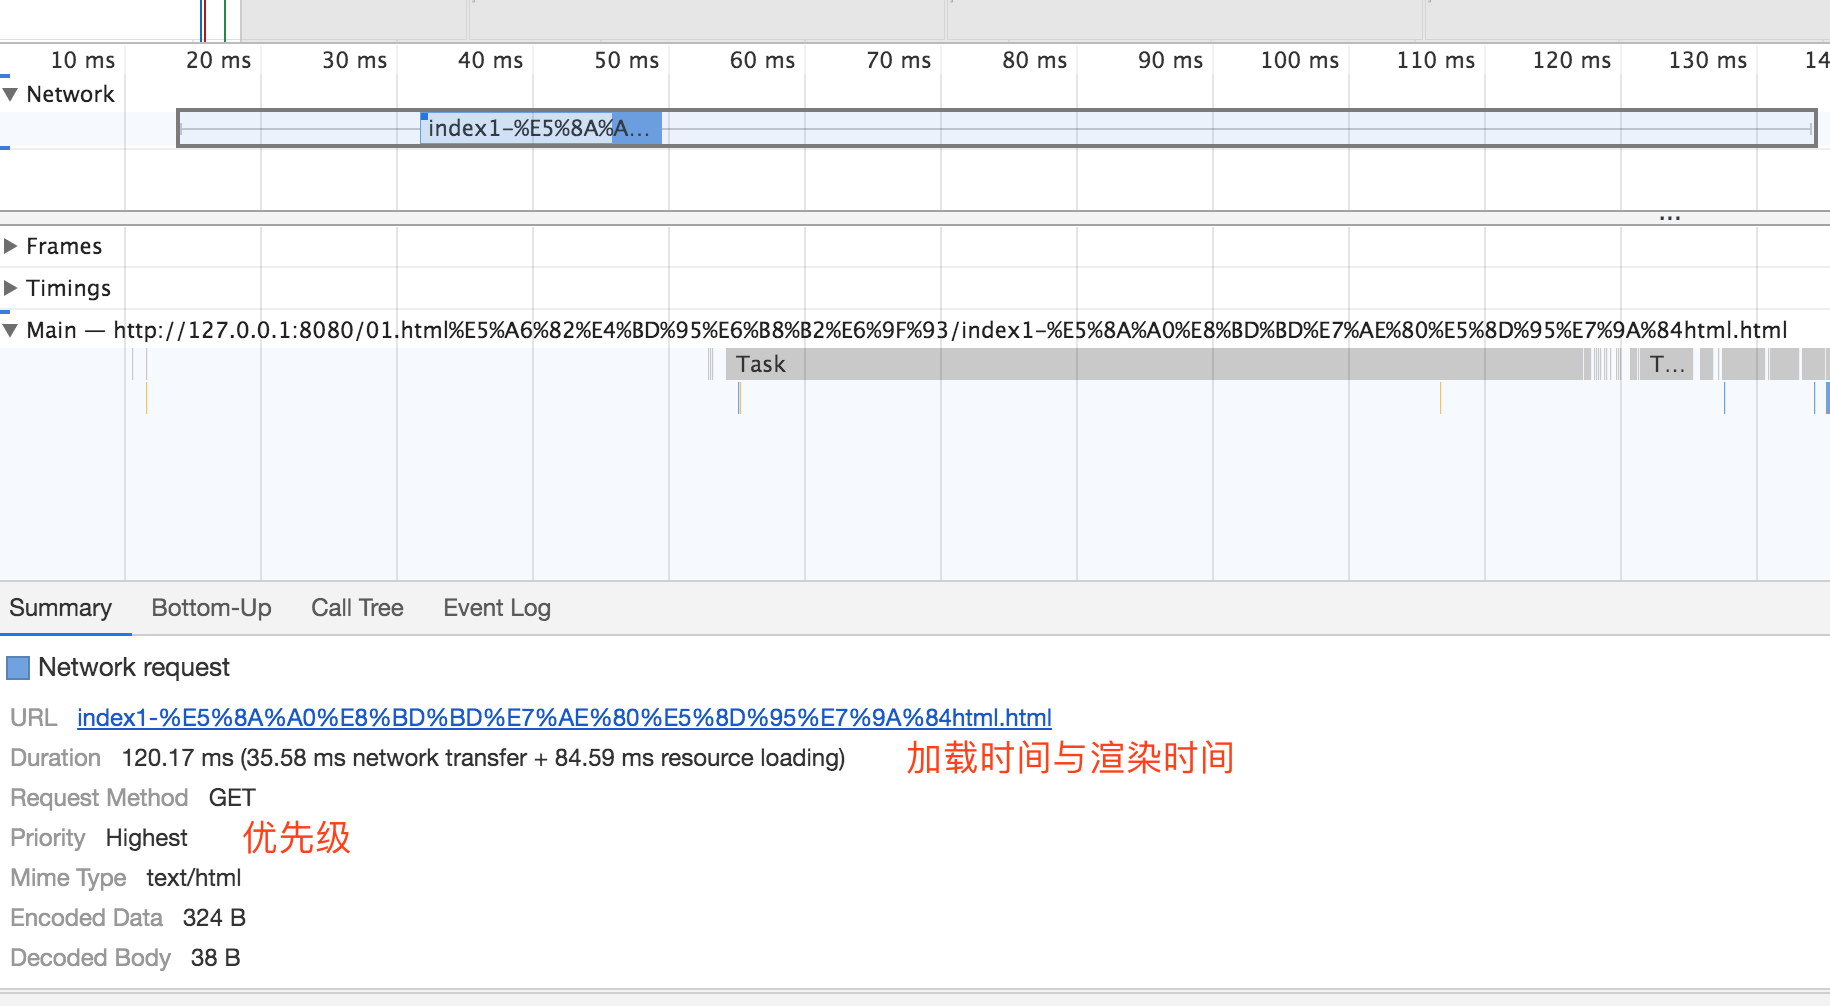 10 ms 20 ms 30 ms 40 ms 50 ms 60 ms 70 ms 80 ms 90 ms 100 ms 110 ms 120 ms 130 ms 14
Network
index1-%E5%8A%A...
...
Frames
Timings
Main — http://127.0.0.1:8080/01.html%E5%A6%82%E4%BD%95%E6%B8%B2%E6%9F%93/index1-%E5%8A%A0%E8%BD%BD%E7%AE%80%E5%8D%95%E7%9A%84html.html
Task T...
Summary Bottom-Up Call Tree Event Log
Network request
URL index1-%E5%8A%A0%E8%BD%BD%E7%AE%80%E5%8D%95%E7%9A%84html.html
Duration 120.17 ms (35.58 ms network transfer + 84.59 ms resource loading) 加载时间与渲染时间
Request Method GET
Priority Highest 优先级
Mime Type text/html
Encoded Data 324 B
Decoded Body 38 B